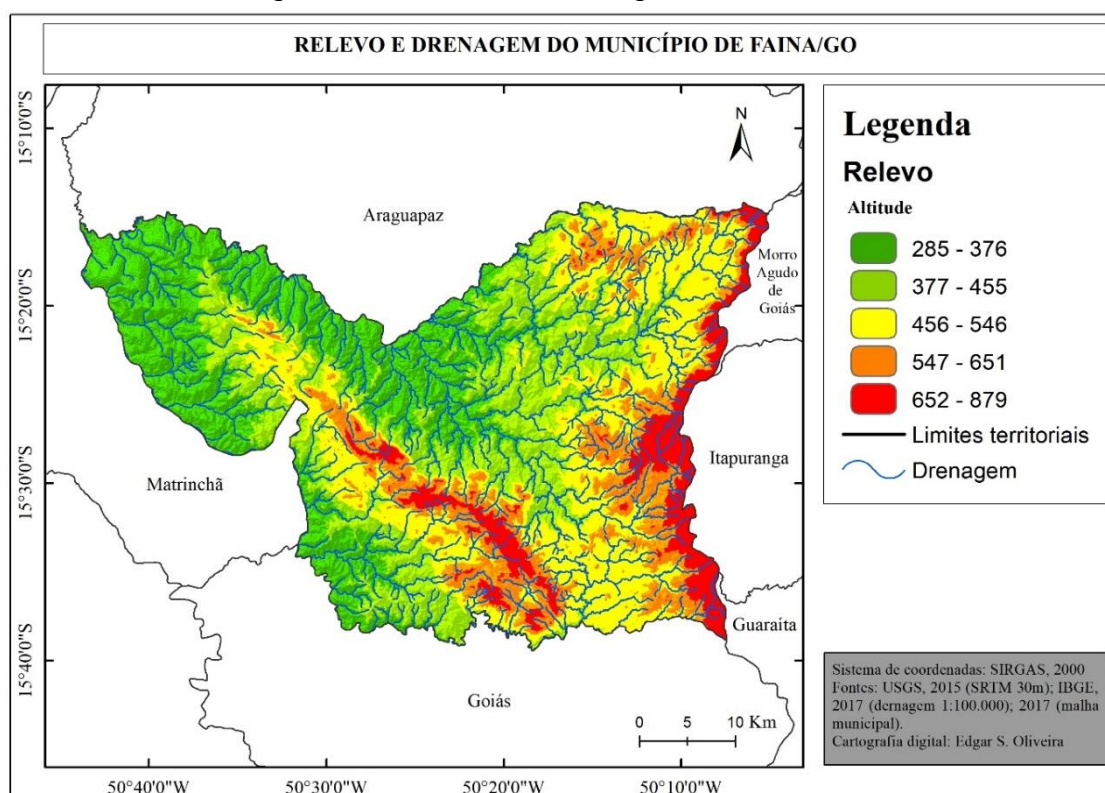 RELEVO E DRENAGEM DO MUNICÍPIO DE FAINA/GO
15°10'0"S
15°20'0"S
15°30'0"S
15°40'0"S
N
Araguapaz
Morro
Agudo
de
Goiás
Itapuranga
Matrinchã
Guaraíta
Goiás
0 5 10 Km
50°40'0"W
50°30'0"W
50°20'0"W
50°10'0"W
Legenda
Relevo
Altitude
285 - 376
377 - 455
456 - 546
547 - 651
652 - 879
Limites territoriais
Drenagem
Sistema de coordenadas: SIRGAS, 2000
Fontes: USGS, 2015 (SRTM 30m); IBGE,
2017 (dernagem 1:100.000); 2017 (malha
municipal).
Cartografia digital: Edgar S. Oliveira